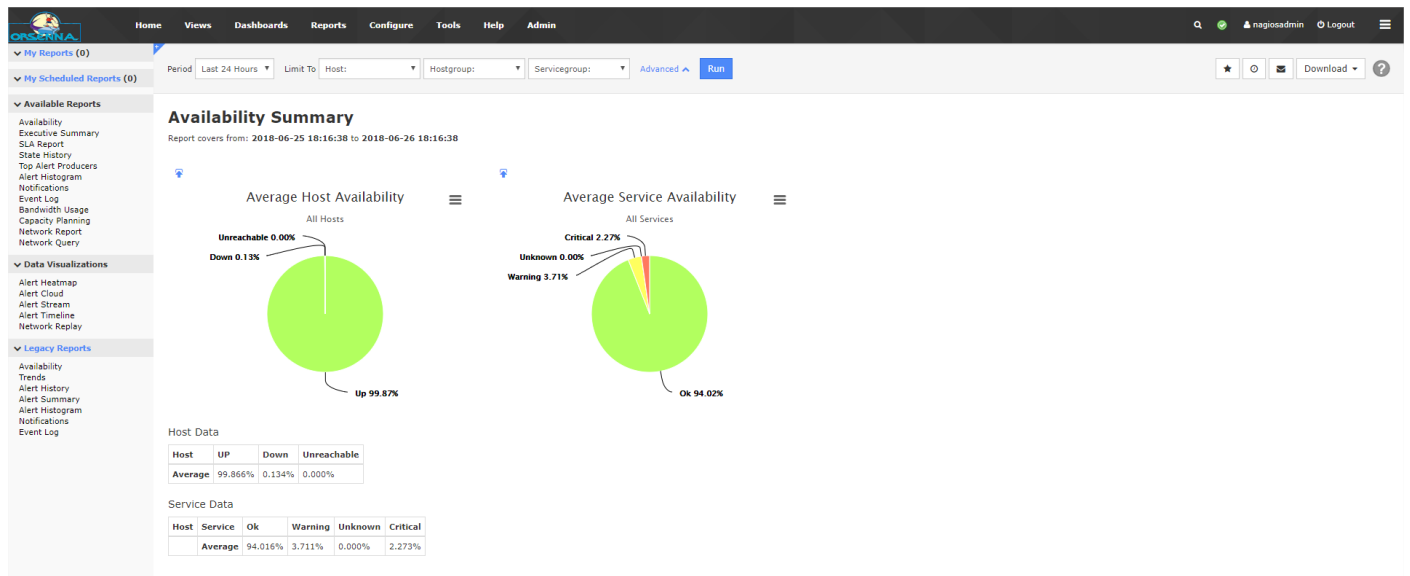 ORSENNA
Home Views Dashboards Reports Configure Tools Help Admin
nagiosadmin Logout
My Reports (0)
My Scheduled Reports (0)
Available Reports
Availability
Executive Summary
SLA Report
State History
Top Alert Producers
Alert Histogram
Notifications
Event Log
Bandwidth Usage
Capacity Planning
Network Report
Network Query
Data Visualizations
Alert Heatmap
Alert Cloud
Alert Stream
Alert Timeline
Network Replay
Legacy Reports
Availability
Trends
Alert History
Alert Summary
Alert Histogram
Notifications
Event Log
Period Last 24 Hours Limit To Host: Hostgroup: Servicegroup: Advanced Run
Download ?
Availability Summary
Report covers from: 2018-06-25 18:16:38 to 2018-06-26 18:16:38
Average Host Availability
All Hosts
Unreachable 0.00%
Down 0.13%
Up 99.87%
Average Service Availability
All Services
Critical 2.27%
Unknown 0.00%
Warning 3.71%
Ok 94.02%
Host Data
Host UP Down Unreachable
Average 99.866% 0.134% 0.000%
Service Data
Host Service Ok Warning Unknown Critical
Average 94.016% 3.711% 0.000% 2.273%